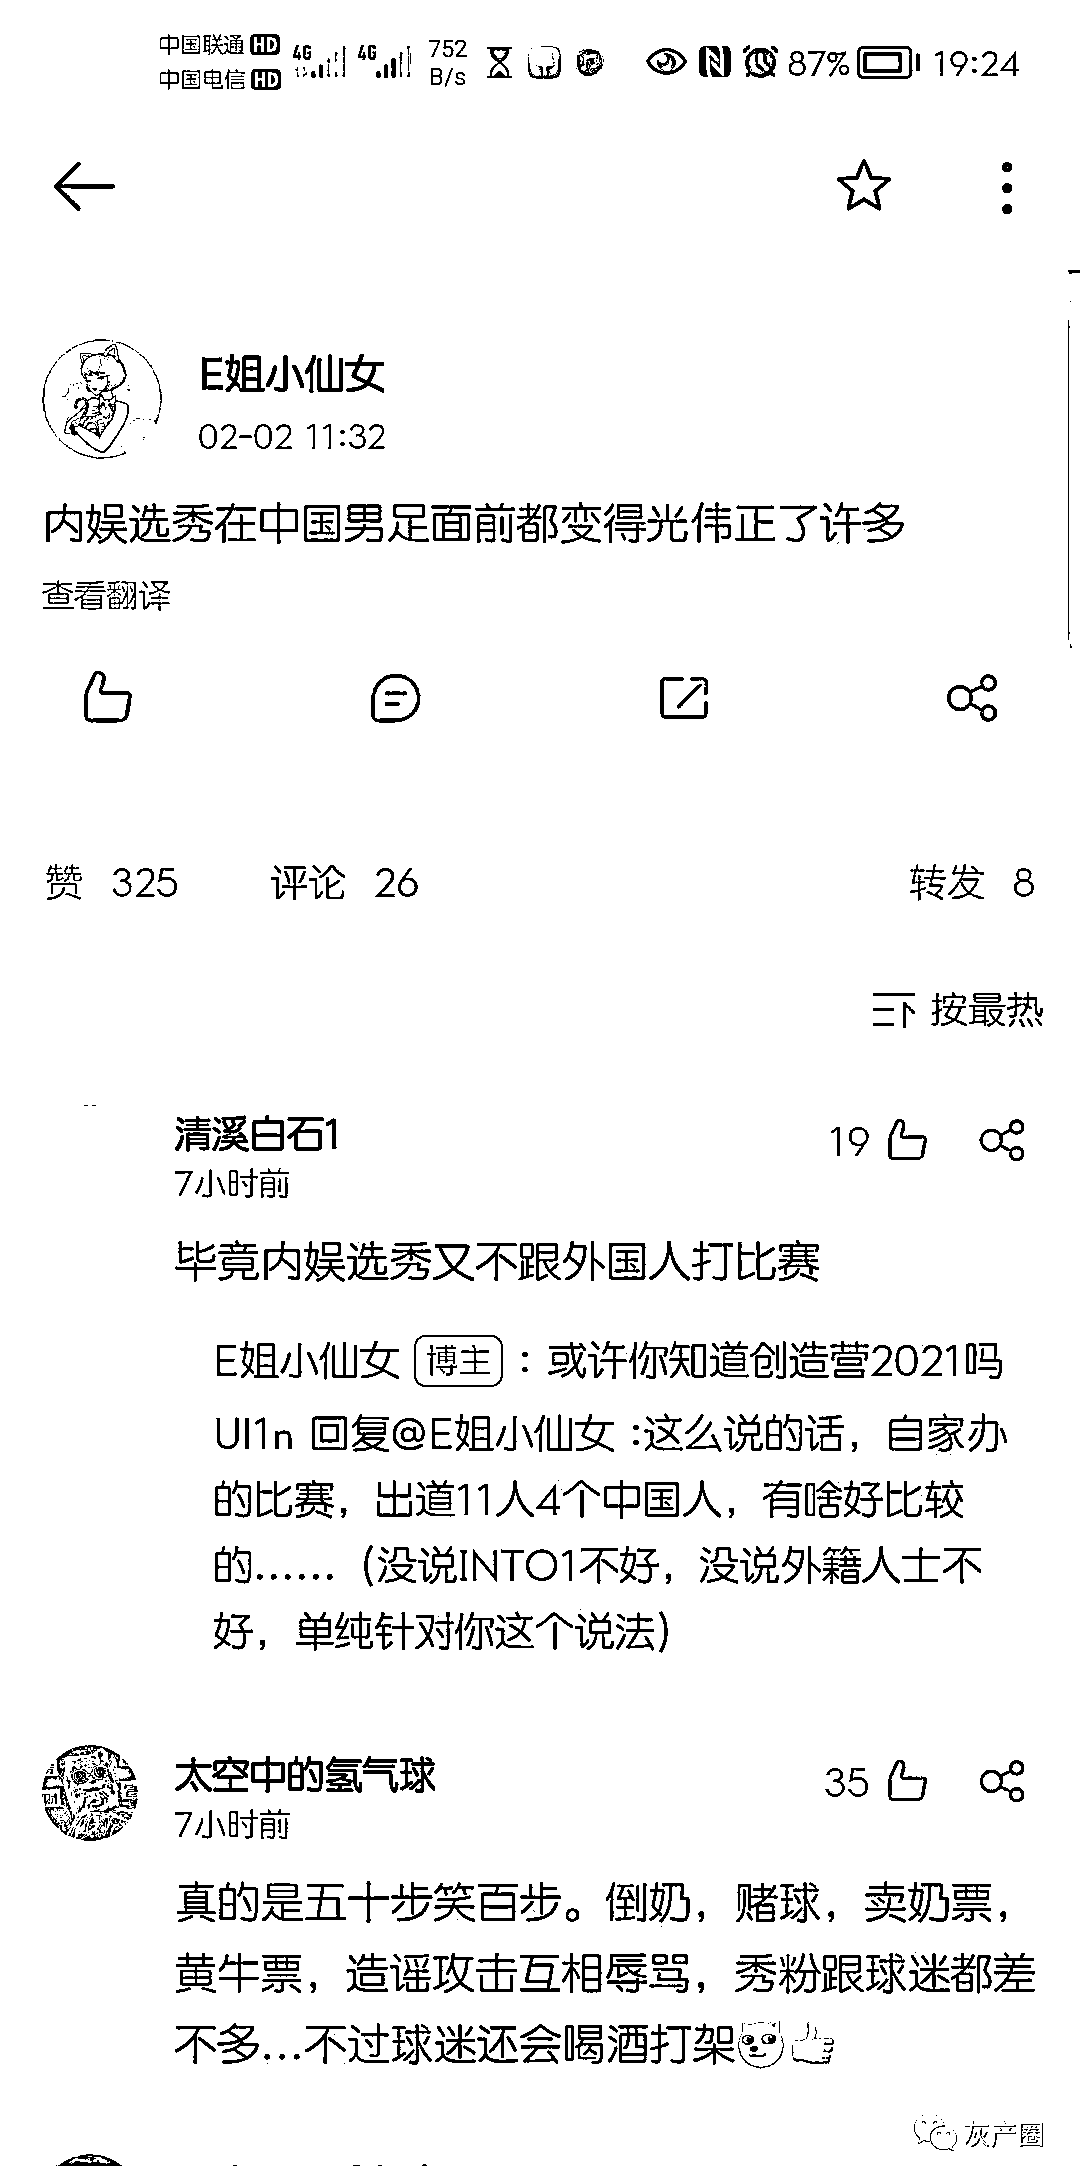 中国联通 HD 4G 4G 752 87% 19:24
中国电信 HD B/s
E姐小仙女
02-02 11:32
内娱选秀在中国男足面前都变得光伟正了许多
查看翻译
赞 325 评论 26 转发 8
按最热
清溪白石1 19
7小时前
毕竟内娱选秀又不跟外国人打比赛
E姐小仙女 博主 : 或许你知道创造营2021吗
UI1n 回复@E姐小仙女 :这么说的话，自家办
的比赛，出道11人4个中国人，有啥好比较
的……（没说INTO1不好，没说外籍人士不
好，单纯针对你这个说法）
太空中的氢气球 35
7小时前
真的是五十步笑百步。倒奶，赌球，卖奶票，
黄牛票，造谣攻击互相辱骂，秀粉跟球迷都差
不多...不过球迷还会喝酒打架
灰产圈